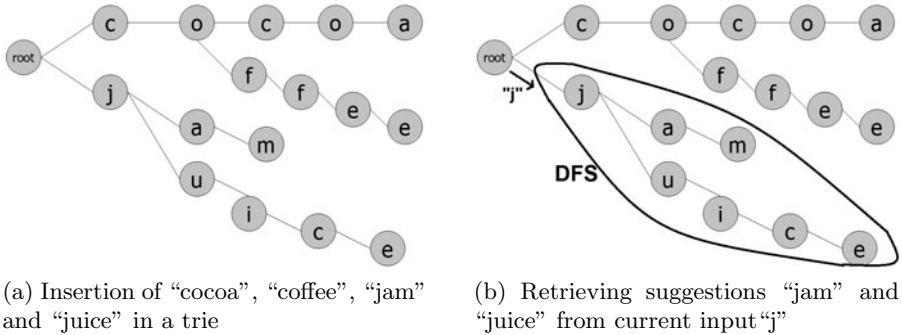 c o c o a
root
f f e e
j
a m
u
i c e
c o c o a
root
"j"
f f e e
j
a m
DFS
u
i c e
(a) Insertion of “cocoa”, “coffee”, “jam”
and “juice” in a trie
(b) Retrieving suggestions “jam” and
“juice” from current input“j”